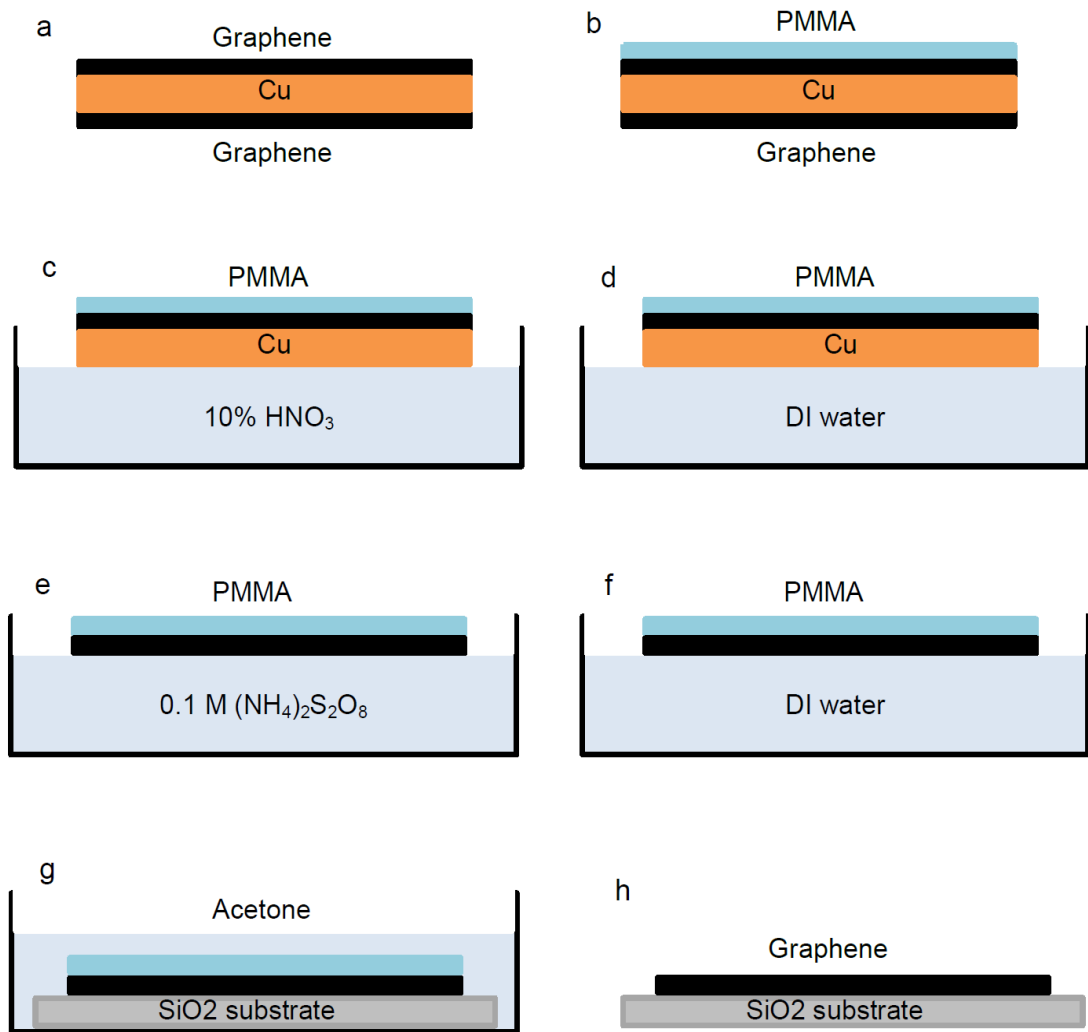 a
Graphene
Cu
Graphene
b
PMMA
Cu
Graphene
c
PMMA
Cu
10% HNO₃
d
PMMA
Cu
DI water
e
PMMA
0.1 M (NH₄)₂S₂O₈
f
PMMA
DI water
g
Acetone
SiO2 substrate
h
Graphene
SiO2 substrate